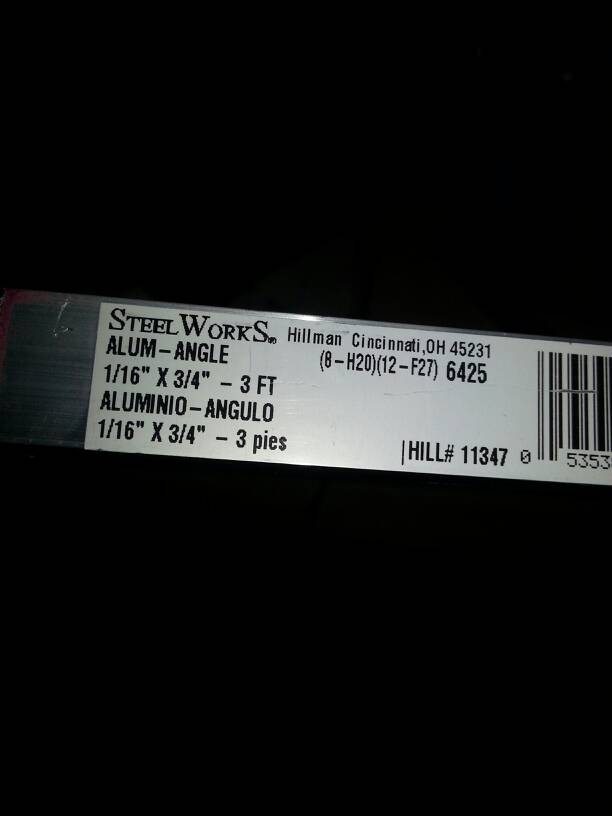 STEELWORKS® Hillman Cincinnati,OH 45231
ALUM-ANGLE (8-H20)(12-F27) 6425
1/16" X 3/4" - 3 FT
ALUMINIO-ANGULO
1/16" X 3/4" - 3 pies
|HILL# 11347 0 5353